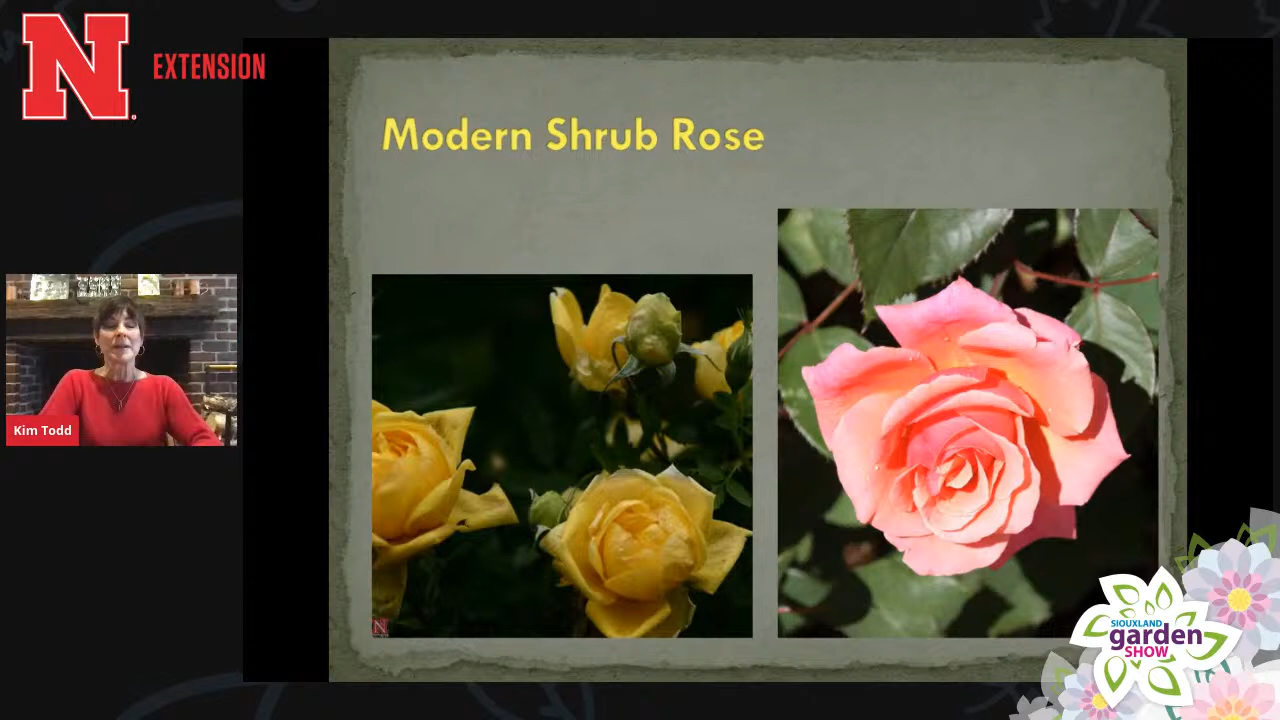 N
EXTENSION
Modern Shrub Rose
Kim Todd
N
SIOUXLAND
garden
SHOW